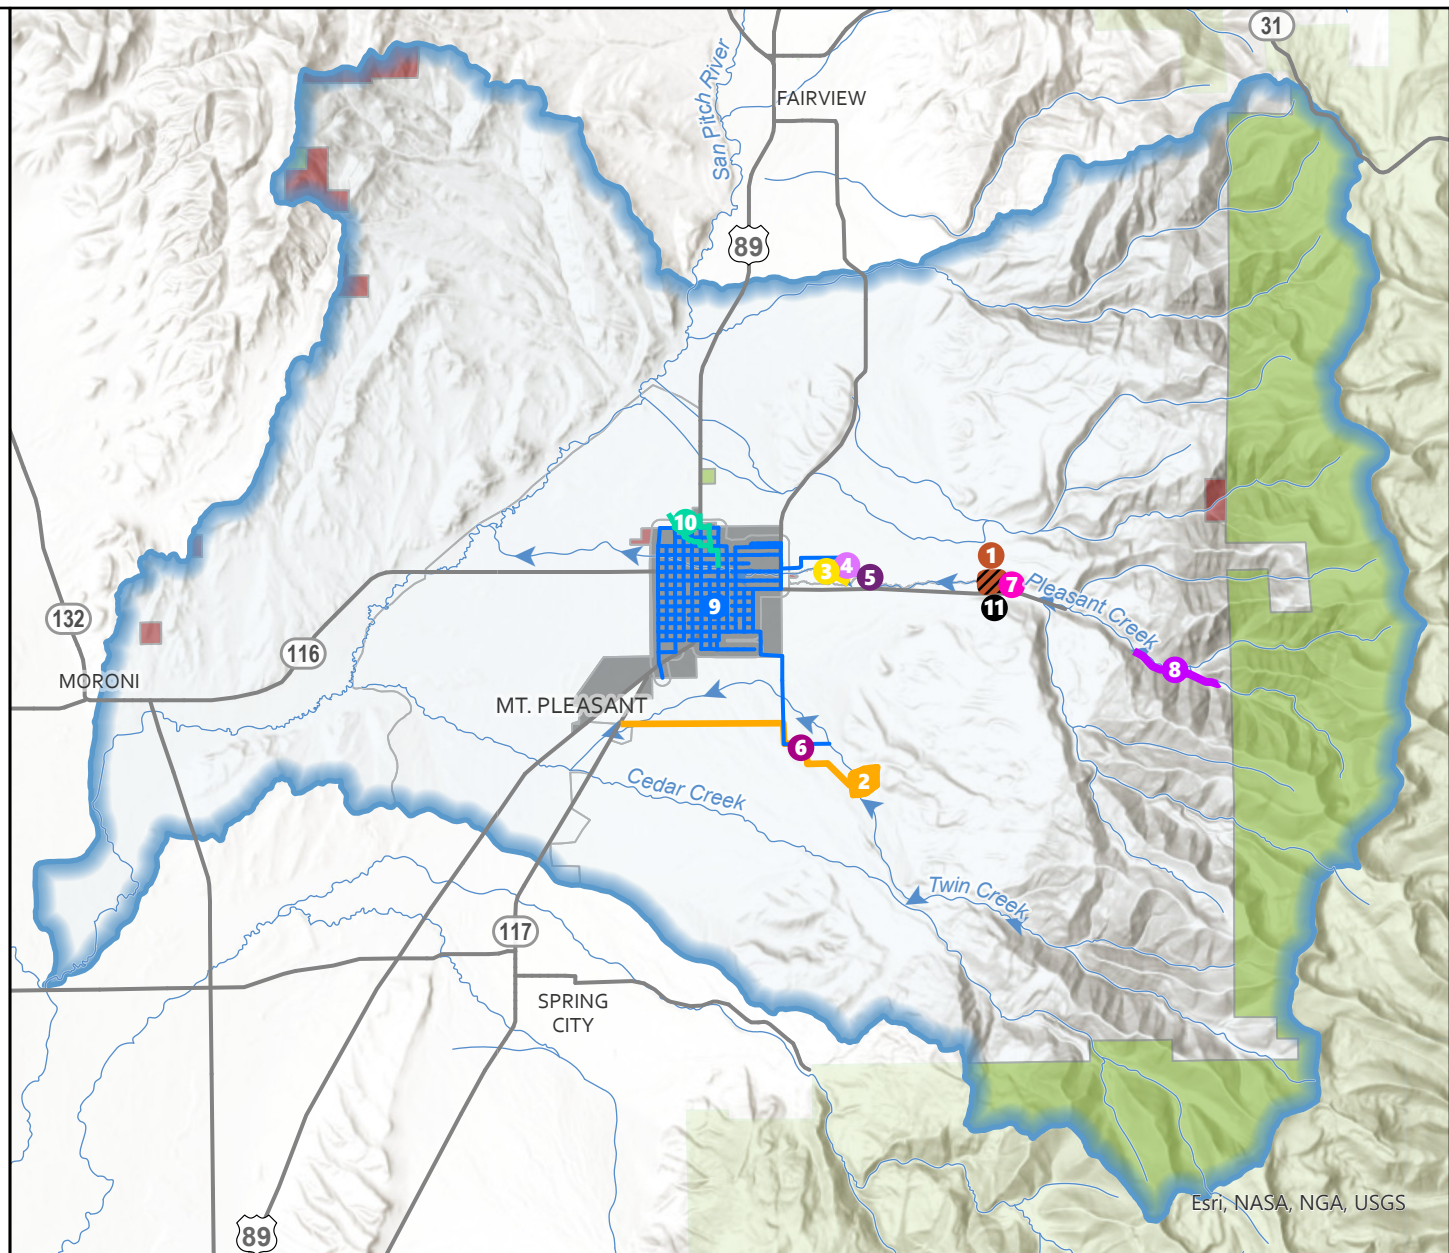 31
San Pitch River
FAIRVIEW
89
10
1
3
4
5
7
Pleasant Creek
9
11
132
116
8
MORONI
MT. PLEASANT
6
2
Cedar Creek
Twin Creek
117
SPRING
CITY
Esri, NASA, NGA, USGS
89